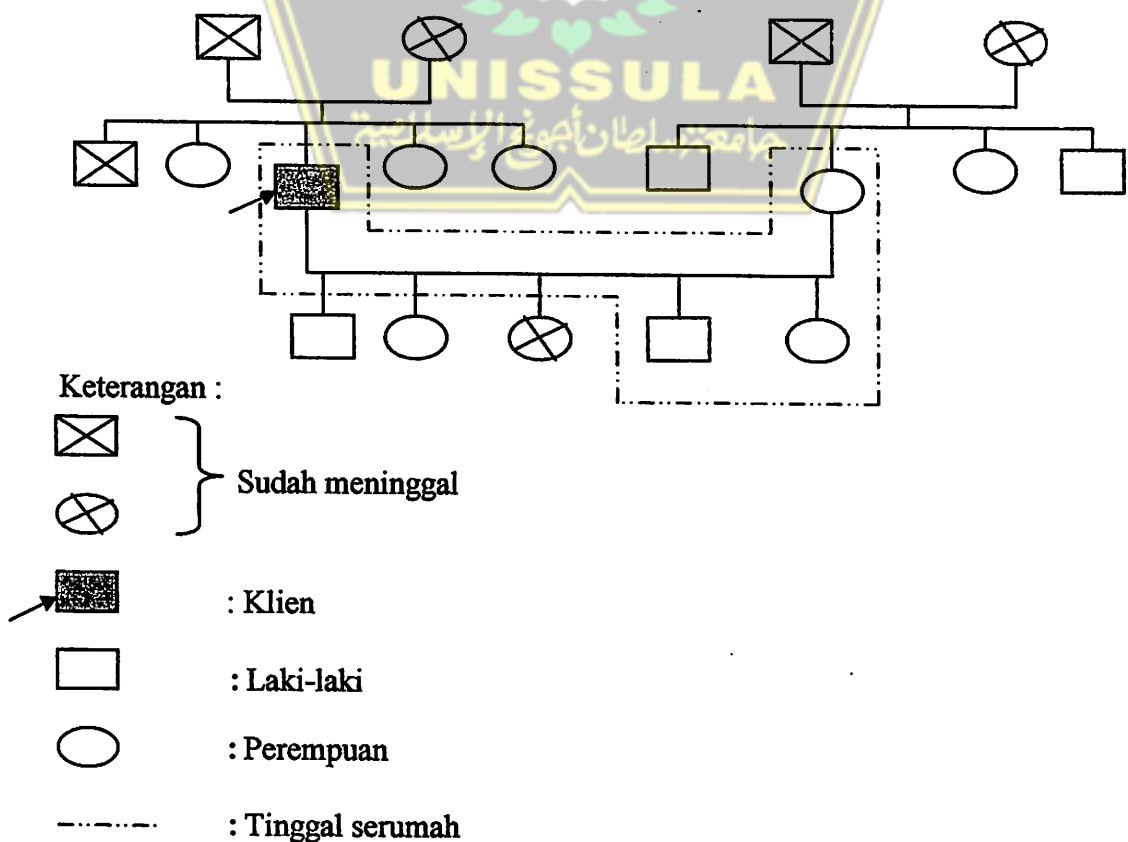 UNISSULA
جامعة سلطان أجونج الإسلامية
Keterangan :
Sudah meninggal
: Klien
: Laki-laki
: Perempuan
: Tinggal serumah